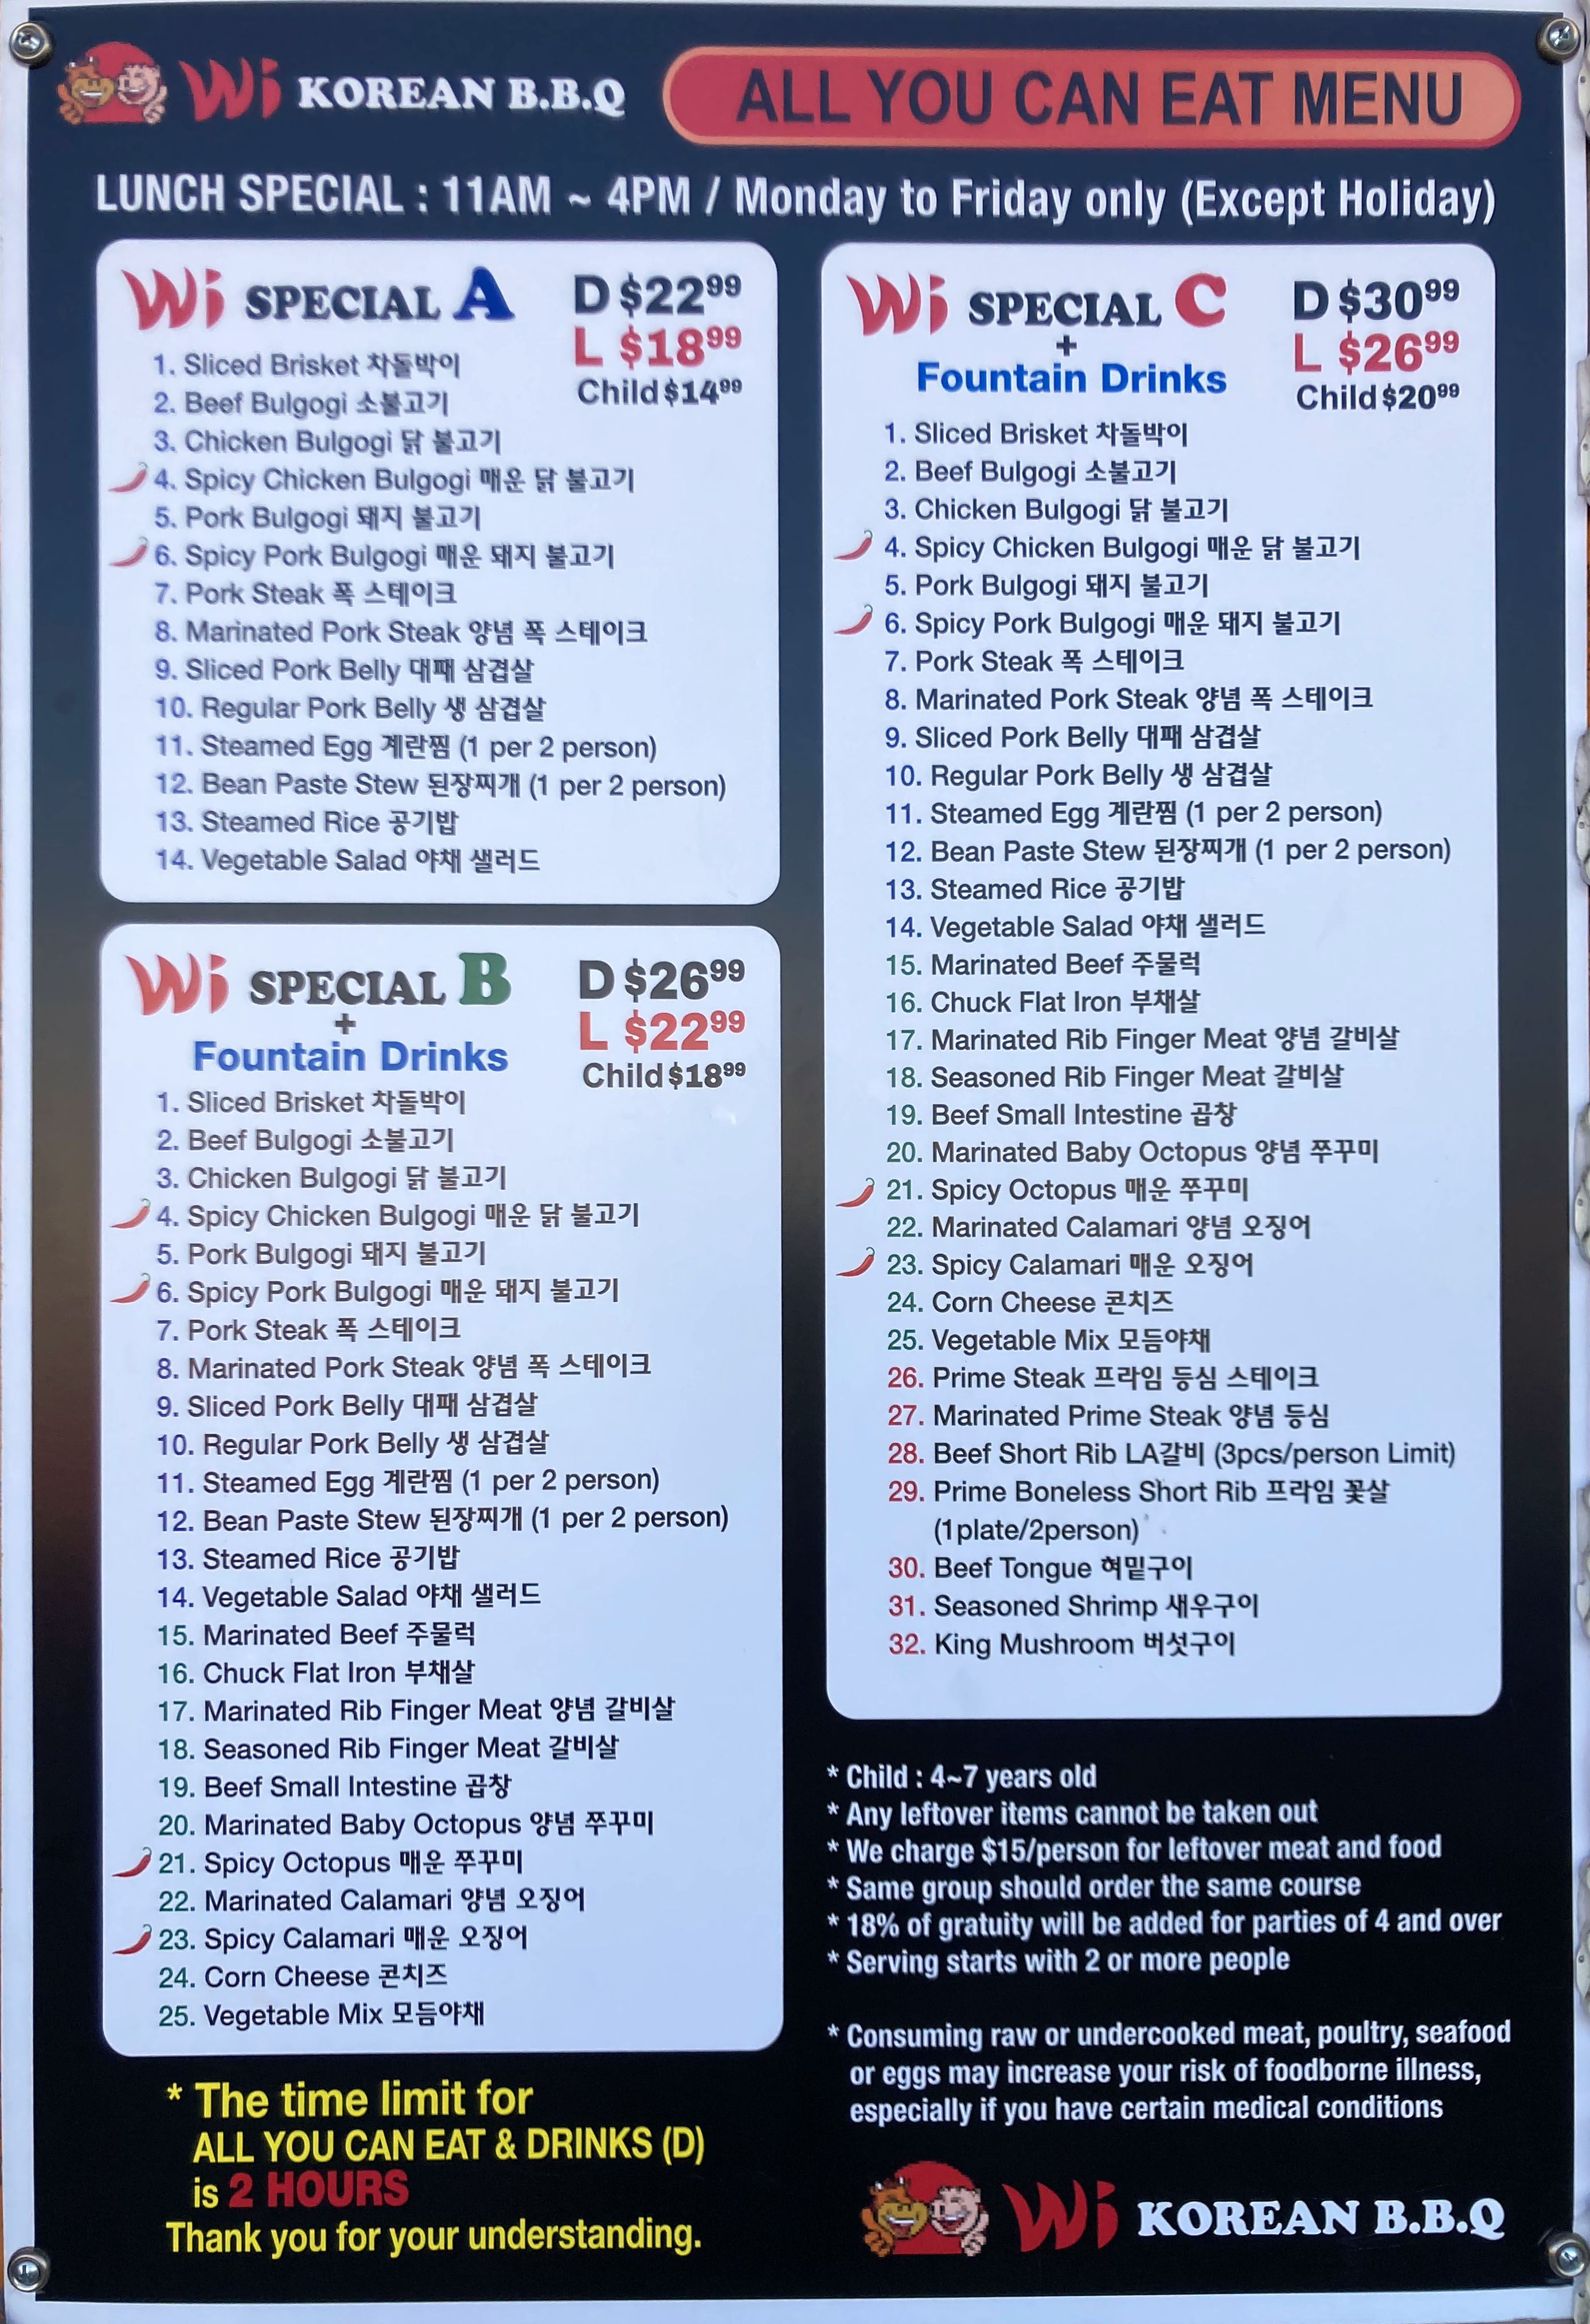 Wi KOREAN B.B.Q
ALL YOU CAN EAT MENU
LUNCH SPECIAL : 11AM ~ 4PM / Monday to Friday only (Except Holiday)
Wi SPECIAL A
D $22.99
L $18.99
Child $14.99
1. Sliced Brisket 차돌박이
2. Beef Bulgogi 소불고기
3. Chicken Bulgogi 닭 불고기
4. Spicy Chicken Bulgogi 매운 닭 불고기
5. Pork Bulgogi 돼지 불고기
6. Spicy Pork Bulgogi 매운 돼지 불고기
7. Pork Steak 폭 스테이크
8. Marinated Pork Steak 양념 폭 스테이크
9. Sliced Pork Belly 대패 삼겹살
10. Regular Pork Belly 생 삼겹살
11. Steamed Egg 계란찜 (1 per 2 person)
12. Bean Paste Stew 된장찌개 (1 per 2 person)
13. Steamed Rice 공기밥
14. Vegetable Salad 야채 샐러드
Wi SPECIAL B
+
Fountain Drinks
D $26.99
L $22.99
Child $18.99
1. Sliced Brisket 차돌박이
2. Beef Bulgogi 소불고기
3. Chicken Bulgogi 닭 불고기
4. Spicy Chicken Bulgogi 매운 닭 불고기
5. Pork Bulgogi 돼지 불고기
6. Spicy Pork Bulgogi 매운 돼지 불고기
7. Pork Steak 폭 스테이크
8. Marinated Pork Steak 양념 폭 스테이크
9. Sliced Pork Belly 대패 삼겹살
10. Regular Pork Belly 생 삼겹살
11. Steamed Egg 계란찜 (1 per 2 person)
12. Bean Paste Stew 된장찌개 (1 per 2 person)
13. Steamed Rice 공기밥
14. Vegetable Salad 야채 샐러드
15. Marinated Beef 주물럭
16. Chuck Flat Iron 부채살
17. Marinated Rib Finger Meat 양념 갈비살
18. Seasoned Rib Finger Meat 갈비살
19. Beef Small Intestine 곱창
20. Marinated Baby Octopus 양념 쭈꾸미
21. Spicy Octopus 매운 쭈꾸미
22. Marinated Calamari 양념 오징어
23. Spicy Calamari 매운 오징어
24. Corn Cheese 콘치즈
25. Vegetable Mix 모듬야채
* The time limit for
ALL YOU CAN EAT & DRINKS (D)
is 2 HOURS
Thank you for your understanding.
Wi SPECIAL C
+
Fountain Drinks
D $30.99
L $26.99
Child $20.99
1. Sliced Brisket 차돌박이
2. Beef Bulgogi 소불고기
3. Chicken Bulgogi 닭 불고기
4. Spicy Chicken Bulgogi 매운 닭 불고기
5. Pork Bulgogi 돼지 불고기
6. Spicy Pork Bulgogi 매운 돼지 불고기
7. Pork Steak 폭 스테이크
8. Marinated Pork Steak 양념 폭 스테이크
9. Sliced Pork Belly 대패 삼겹살
10. Regular Pork Belly 생 삼겹살
11. Steamed Egg 계란찜 (1 per 2 person)
12. Bean Paste Stew 된장찌개 (1 per 2 person)
13. Steamed Rice 공기밥
14. Vegetable Salad 야채 샐러드
15. Marinated Beef 주물럭
16. Chuck Flat Iron 부채살
17. Marinated Rib Finger Meat 양념 갈비살
18. Seasoned Rib Finger Meat 갈비살
19. Beef Small Intestine 곱창
20. Marinated Baby Octopus 양념 쭈꾸미
21. Spicy Octopus 매운 쭈꾸미
22. Marinated Calamari 양념 오징어
23. Spicy Calamari 매운 오징어
24. Corn Cheese 콘치즈
25. Vegetable Mix 모듬야채
26. Prime Steak 프라임 등심 스테이크
27. Marinated Prime Steak 양념 등심
28. Beef Short Rib LA갈비 (3pcs/person Limit)
29. Prime Boneless Short Rib 프라임 꽃살
(1plate/2person)
30. Beef Tongue 혀밑구이
31. Seasoned Shrimp 새우구이
32. King Mushroom 버섯구이
* Child : 4~7 years old
* Any leftover items cannot be taken out
* We charge $15/person for leftover meat and food
* Same group should order the same course
* 18% of gratuity will be added for parties of 4 and over
* Serving starts with 2 or more people
* Consuming raw or undercooked meat, poultry, seafood
or eggs may increase your risk of foodborne illness,
especially if you have certain medical conditions
Wi KOREAN B.B.Q